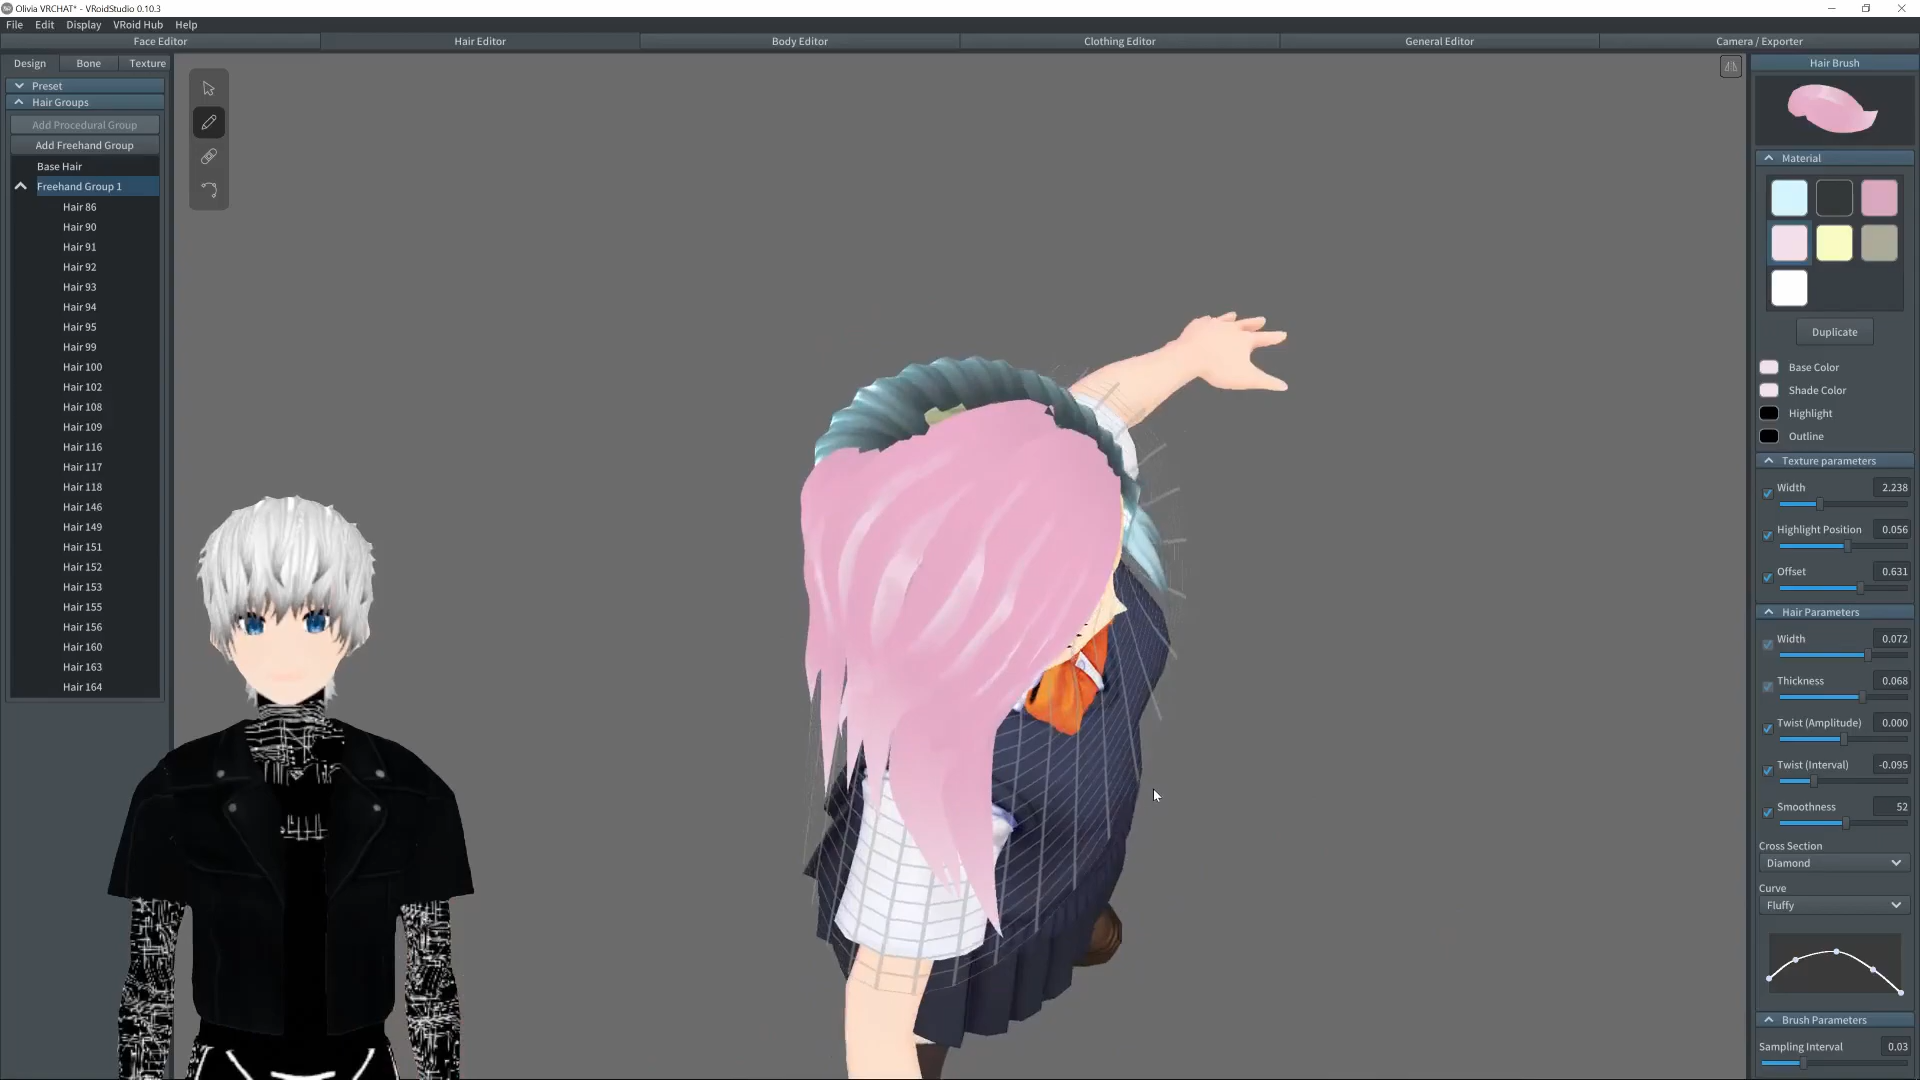 Olivia VRCHAT* - VRoidStudio 0.10.3
File Edit Display VRoid Hub Help
Face Editor Hair Editor Body Editor Clothing Editor General Editor Camera / Exporter
Design Bone Texture
Preset
Hair Groups
Add Procedural Group
Add Freehand Group
Base Hair
Freehand Group 1
Hair 86
Hair 90
Hair 91
Hair 92
Hair 93
Hair 94
Hair 95
Hair 99
Hair 100
Hair 102
Hair 108
Hair 109
Hair 116
Hair 117
Hair 118
Hair 146
Hair 149
Hair 151
Hair 152
Hair 153
Hair 155
Hair 156
Hair 160
Hair 163
Hair 164
Hair Brush
Material
Duplicate
Base Color
Shade Color
Highlight
Outline
Texture parameters
Width 2.238
Highlight Position 0.056
Offset 0.631
Hair Parameters
Width 0.072
Thickness 0.068
Twist (Amplitude) 0.000
Twist (Interval) -0.095
Smoothness 52
Cross Section
Diamond
Curve
Fluffy
Brush Parameters
Sampling Interval 0.03